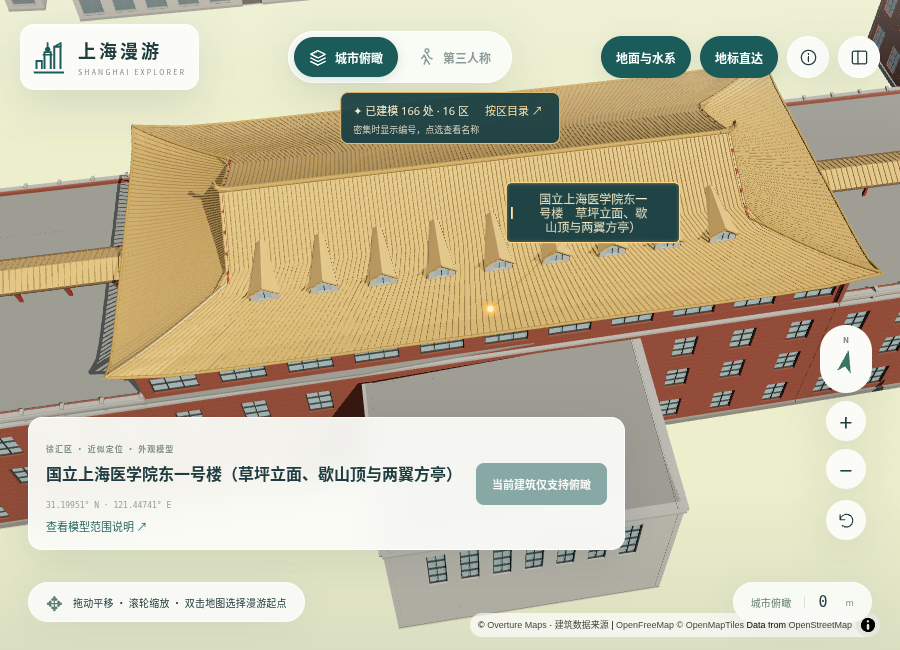 上海漫游
SHANGHAI EXPLORER
城市俯瞰
第三人称
地面与水系
地标直达
✦ 已建模 166 处 · 16 区 按区目录 ↗
密集时显示编号，点选查看名称
国立上海医学院东一
号楼 草坪立面、歇
山顶与两翼方亭）
N
徐汇区 · 近似定位 · 外观模型
国立上海医学院东一号楼（草坪立面、歇山顶与两翼方亭）
当前建筑仅支持俯瞰
31.19951° N · 121.44741° E
查看模型范围说明 ↗
拖动平移 · 滚轮缩放 · 双击地图选择漫游起点
城市俯瞰 0 m
© Overture Maps · 建筑数据来源 | OpenFreeMap © OpenMapTiles Data from OpenStreetMap